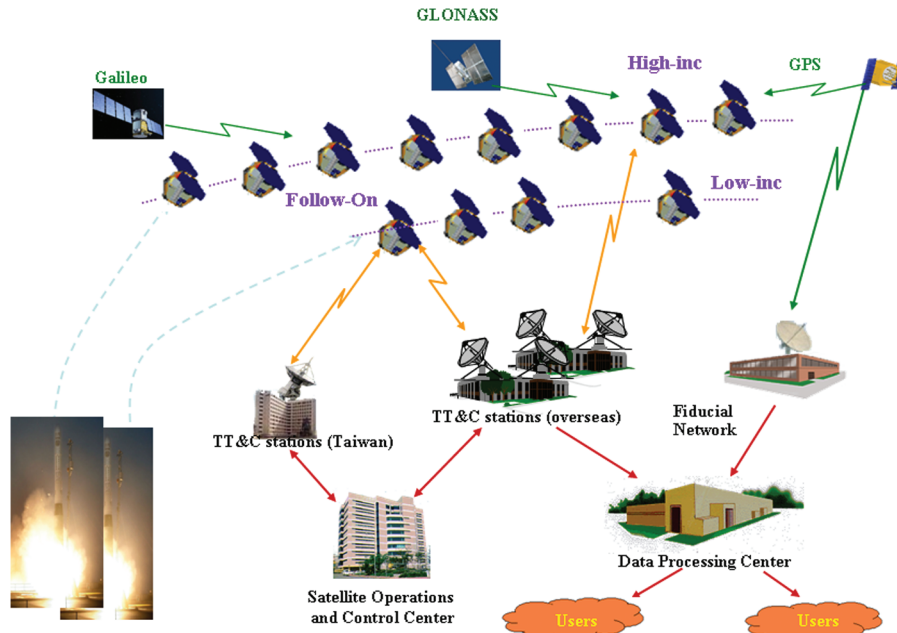 GLONASS
High-inc
Galileo
GPS
Low-inc
Follow-On
TT&C stations (Taiwan)
TT&C stations (overseas)
Fiducial
Network
Data Processing Center
Satellite Operations
and Control Center
Users
Users